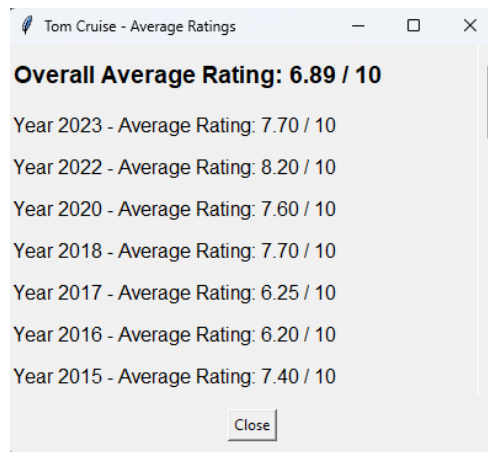 Tom Cruise - Average Ratings
Overall Average Rating: 6.89 / 10
Year 2023 - Average Rating: 7.70 / 10
Year 2022 - Average Rating: 8.20 / 10
Year 2020 - Average Rating: 7.60 / 10
Year 2018 - Average Rating: 7.70 / 10
Year 2017 - Average Rating: 6.25 / 10
Year 2016 - Average Rating: 6.20 / 10
Year 2015 - Average Rating: 7.40 / 10
Close